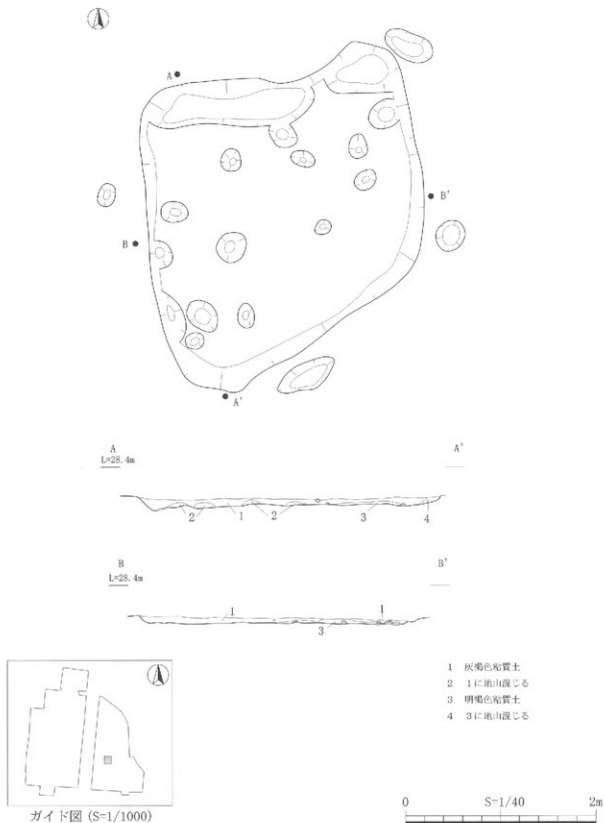 A
B'
B
A'
A
A'
L=28.4m
2 1 2 3 4
B
B'
L=28.4m
1 1
3
1 灰褐色粘質土
2 1に地山混じる
3 明褐色粘質土
4 3に地山混じる
ガイド図 (S=1/1000)
0 S=1/40 2m